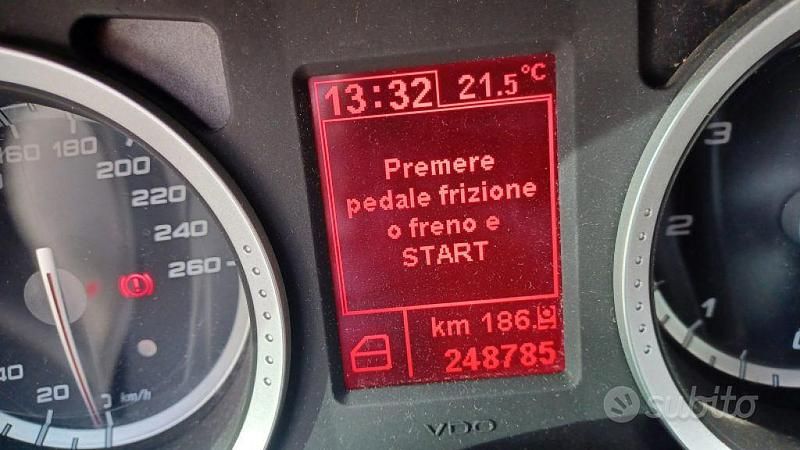 13:32 21.5°C
Premere
pedale frizione
o freno e
START
km 186.
248785
VDO
160 180 200 220 240 260
40 20 0 km/h
3
2
1
subito